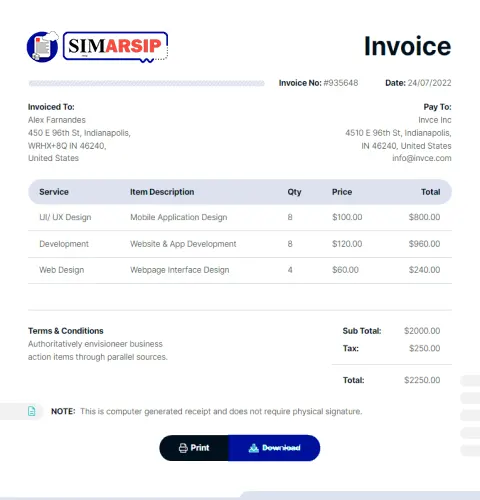 SIMARSIP
Invoice
Invoice No: #935648 Date: 24/07/2022
Invoiced To:
Alex Farnandes
450 E 96th St, Indianapolis,
WRHX+8Q IN 46240,
United States
Pay To:
Invce Inc
4510 E 96th St, Indianapolis,
IN 46240, United States
info@invce.com
Service Item Description Qty Price Total
UI/ UX Design Mobile Application Design 8 $100.00 $800.00
Development Website & App Development 8 $120.00 $960.00
Web Design Webpage Interface Design 4 $60.00 $240.00
Terms & Conditions
Authoritatively envisioneer business
action items through parallel sources.
Sub Total: $2000.00
Tax: $250.00
Total: $2250.00
NOTE: This is computer generated receipt and does not require physical signature.
Print Download